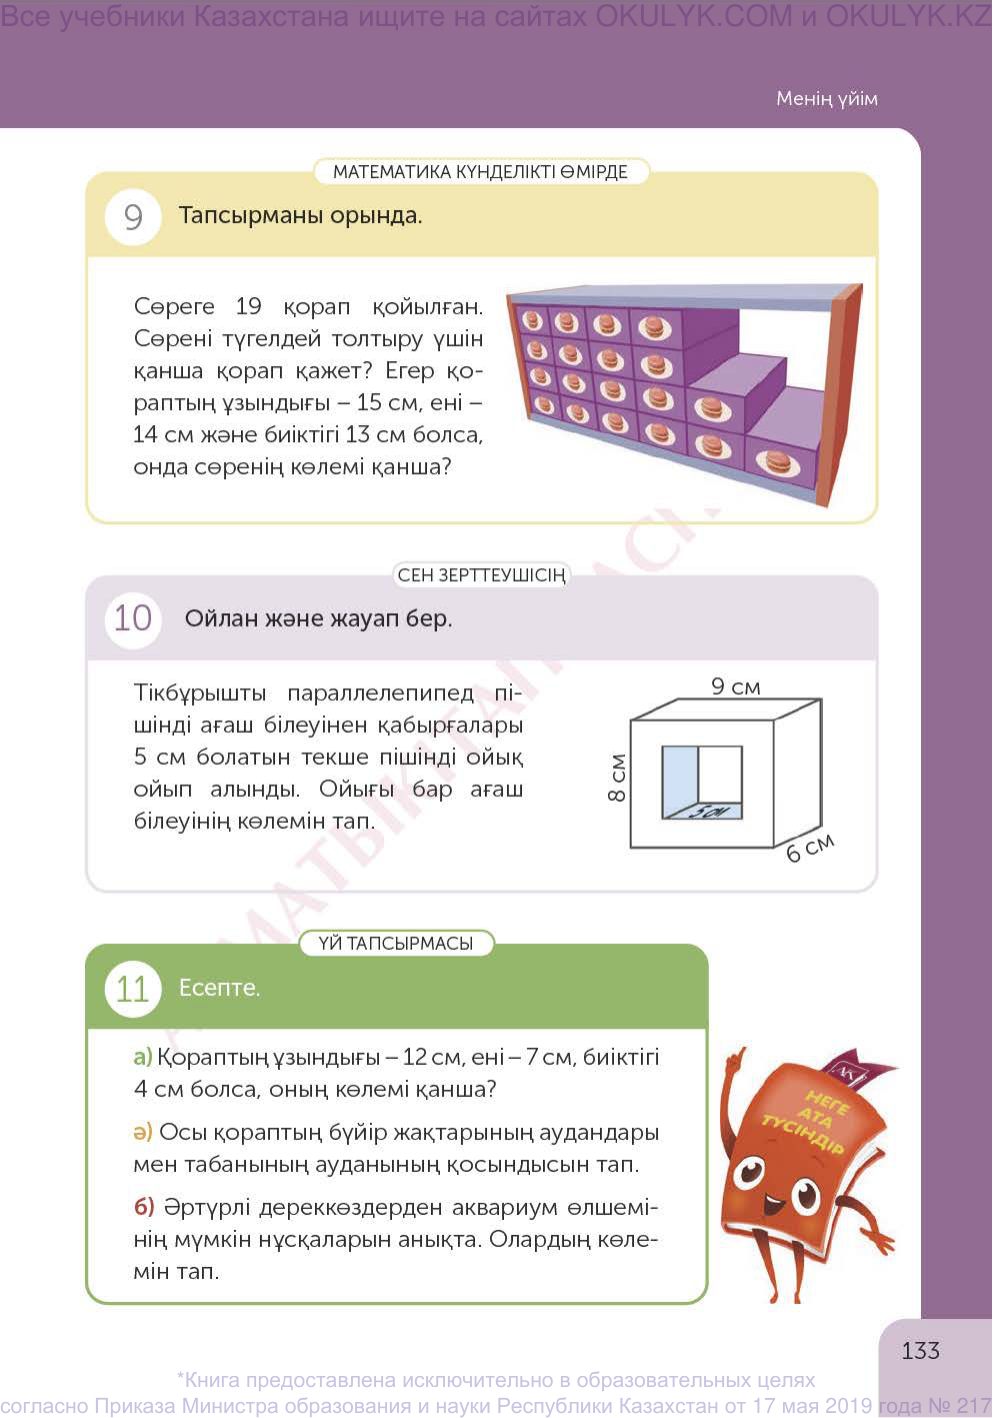 Все учебники Казахстана ищите на сайтах OKULYK.COM и OKULYK.KZ
Менің үйім
МАТЕМАТИКА КҮНДЕЛІКТІ ӨМІРДЕ
9 Тапсырманы орында.
Сөреге 19 қорап қойылған.
Сөрені түгелдей толтыру үшін
қанша қорап қажет? Егер қо-
раптың ұзындығы – 15 см, ені –
14 см және биіктігі 13 см болса,
онда сөренің көлемі қанша?
СЕН ЗЕРТТЕУШІСІҢ
10 Ойлан және жауап бер.
Тікбұрышты параллелепипед пі-
шінді ағаш білеуінен қабырғалары
5 см болатын текше пішінді ойық
ойып алынды. Ойығы бар ағаш
білеуінің көлемін тап.
9 см
8 см
5 см
6 см
ҮЙ ТАПСЫРМАСЫ
11 Есепте.
а) Қораптың ұзындығы – 12 см, ені – 7 см, биіктігі
4 см болса, оның көлемі қанша?
ә) Осы қораптың бүйір жақтарының аудандары
мен табанының ауданының қосындысын тап.
б) Әртүрлі дереккөздерден аквариум өлшемі-
нің мүмкін нұсқаларын анықта. Олардың көле-
мін тап.
НЕГЕ
АТА
ТҮСІНДІР
133
*Книга предоставлена исключительно в образовательных целях
согласно Приказа Министра образования и науки Республики Казахстан от 17 мая 2019 года № 217